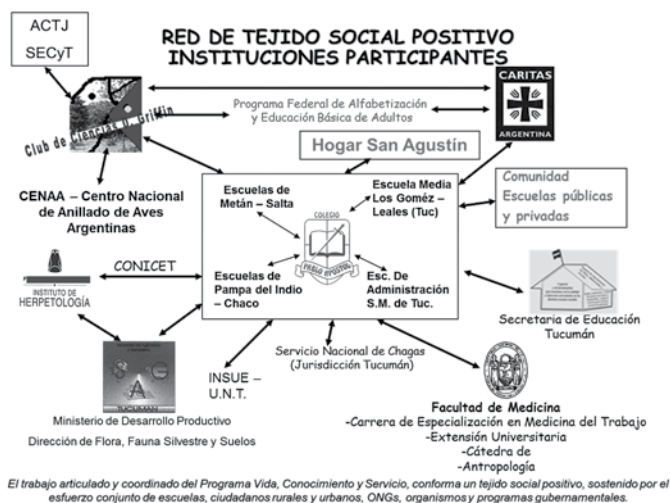 ACTJ
SECyT
RED DE TEJIDO SOCIAL POSITIVO
INSTITUCIONES PARTICIPANTES
CARITAS
ARGENTINA
Programa Federal de Alfabetización
y Educación Básica de Adultos
Club de Ciencias D. Griffin
Hogar San Agustín
CENAA – Centro Nacional
de Anillado de Aves
Argentinas
Escuelas de
Metán – Salta
Escuela Media
Los Goméz –
Leales (Tuc)
Comunidad
Escuelas públicas
y privadas
COLEGIO
PABLO APOSTOL
CONICET
INSTITUTO DE
HERPETOLOGÍA
Escuelas de
Pampa del Indio
– Chaco
Esc. De
Administración
S.M. de Tuc.
Secretaria de Educación
Tucumán
TUCUMAN
INSUE –
U.N.T.
Servicio Nacional de Chagas
(Jurisdicción Tucumán)
Ministerio de Desarrollo Productivo
Dirección de Flora, Fauna Silvestre y Suelos
Facultad de Medicina
-Carrera de Especialización en Medicina del Trabajo
-Extensión Universitaria
-Cátedra de
-Antropología
El trabajo articulado y coordinado del Programa Vida, Conocimiento y Servicio, conforma un tejido social positivo, sostenido por el
esfuerzo conjunto de escuelas, ciudadanos rurales y urbanos, ONGs, organismos y programas gubernamentales.